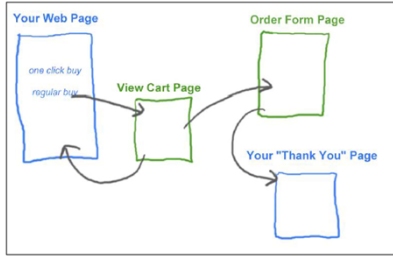 Your Web Page
one click buy
regular buy
View Cart Page
Order Form Page
Your "Thank You" Page